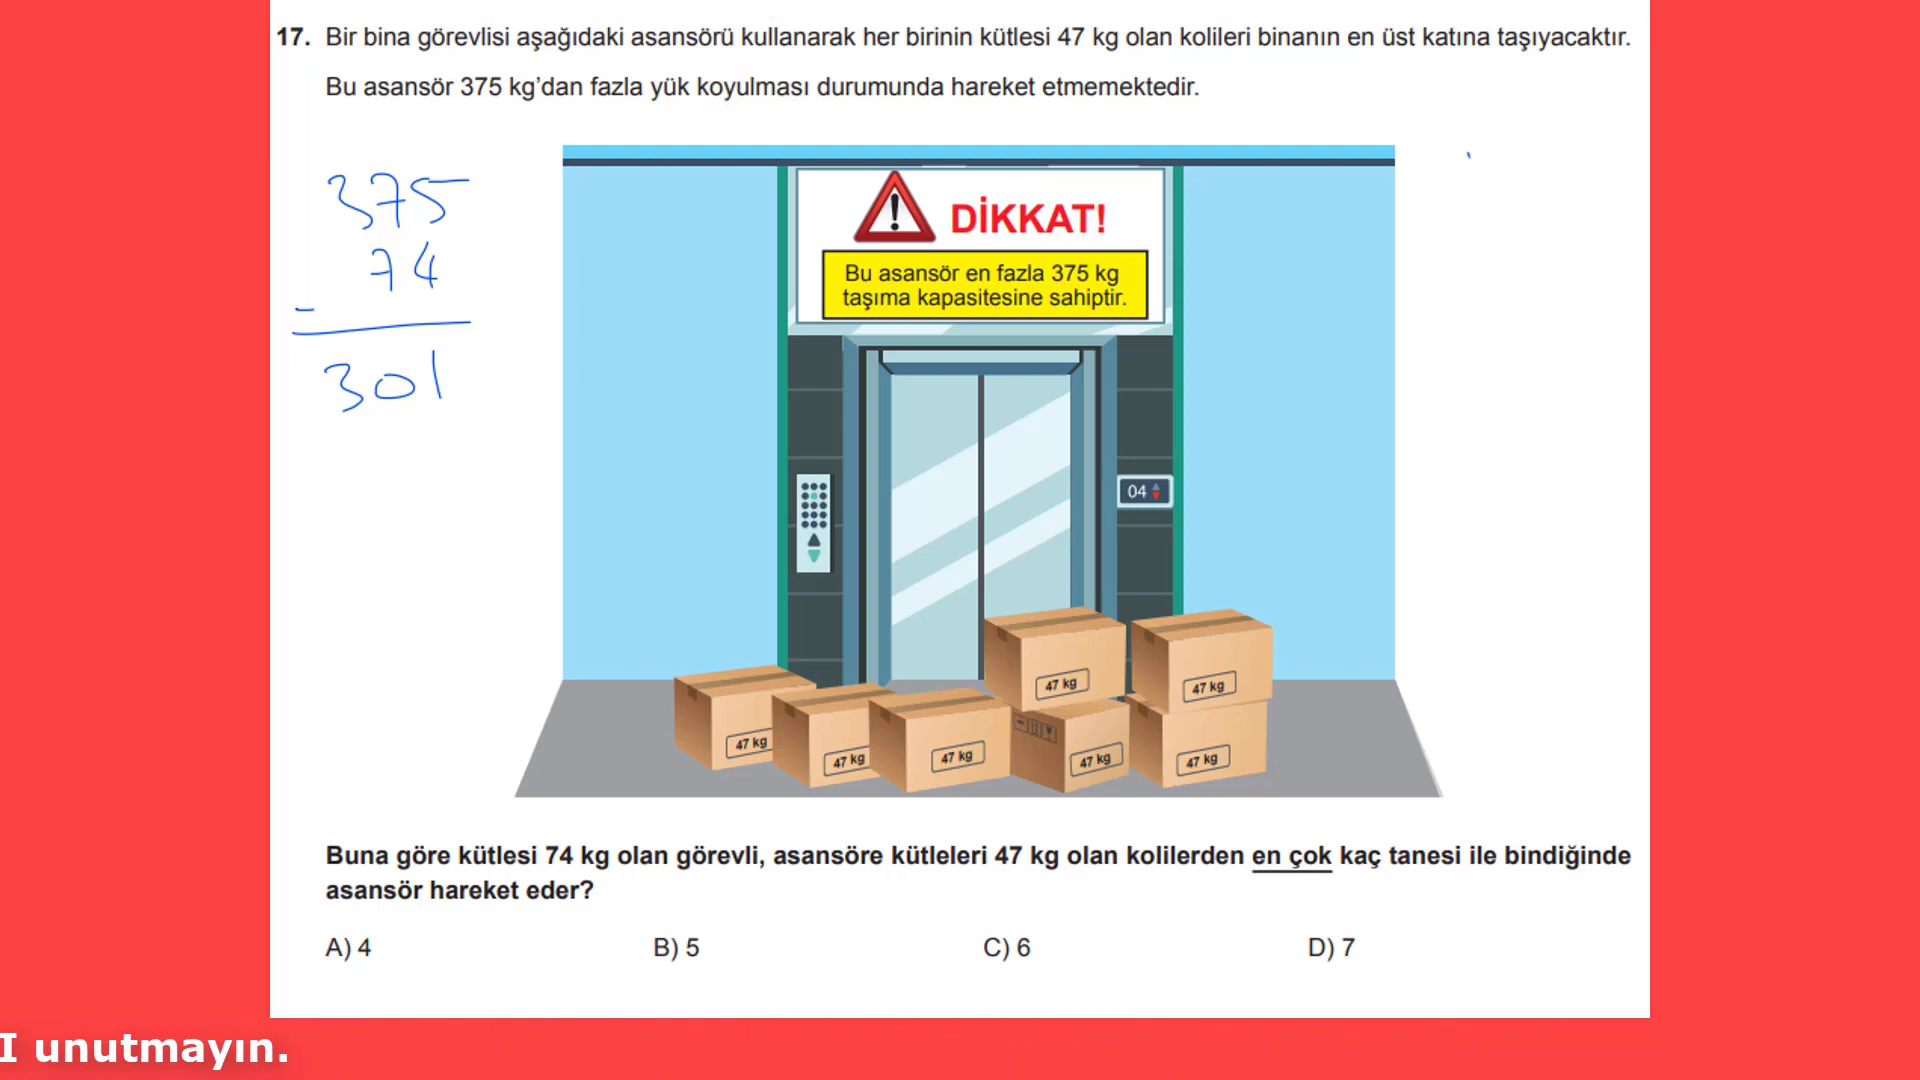 17. Bir bina görevlisi aşağıdaki asansörü kullanarak her birinin kütlesi 47 kg olan kolileri binanın en üst katına taşıyacaktır.
Bu asansör 375 kg’dan fazla yük koyulması durumunda hareket etmemektedir.
375
74
-
301
DİKKAT!
Bu asansör en fazla 375 kg
taşıma kapasitesine sahiptir.
04
47 kg
47 kg
47 kg
47 kg
47 kg
47 kg
47 kg
Buna göre kütlesi 74 kg olan görevli, asansöre kütleleri 47 kg olan kolilerden en çok kaç tanesi ile bindiğinde
asansör hareket eder?
A) 4 B) 5 C) 6 D) 7
I unutmayın.